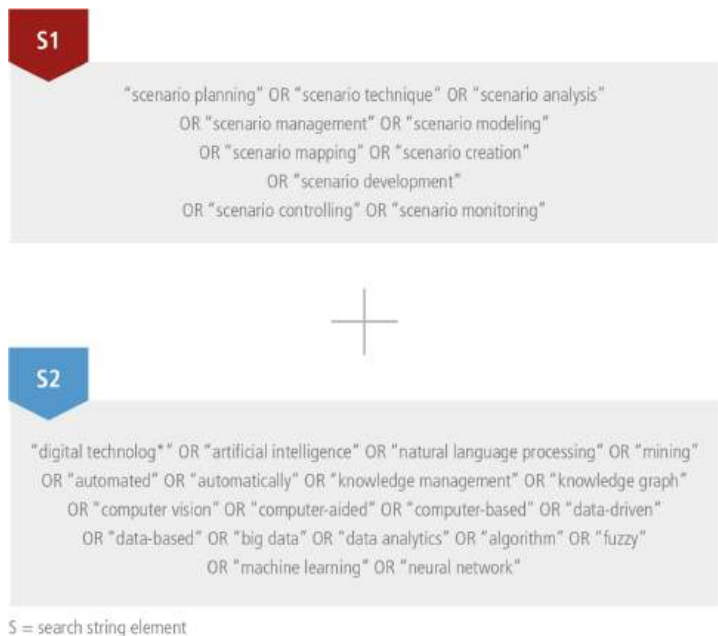 S1
“scenario planning” OR “scenario technique” OR “scenario analysis”
OR “scenario management” OR “scenario modeling”
OR “scenario mapping” OR “scenario creation”
OR “scenario development”
OR “scenario controlling” OR “scenario monitoring”
S2
“digital technolog*” OR “artificial intelligence” OR “natural language processing” OR “mining”
OR “automated” OR “automatically” OR “knowledge management” OR “knowledge graph”
OR “computer vision” OR “computer-aided” OR “computer-based” OR “data-driven”
OR “data-based” OR “big data” OR “data analytics” OR “algorithm” OR “fuzzy”
OR “machine learning” OR “neural network”
S = search string element